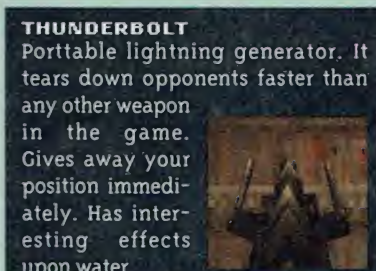 THUNDERBOLT
Porttable lightning generator. It
tears down opponents faster than
any other weapon
in the game.
Gives away your
position immedi-
ately. Has inter-
esting effects
upon water